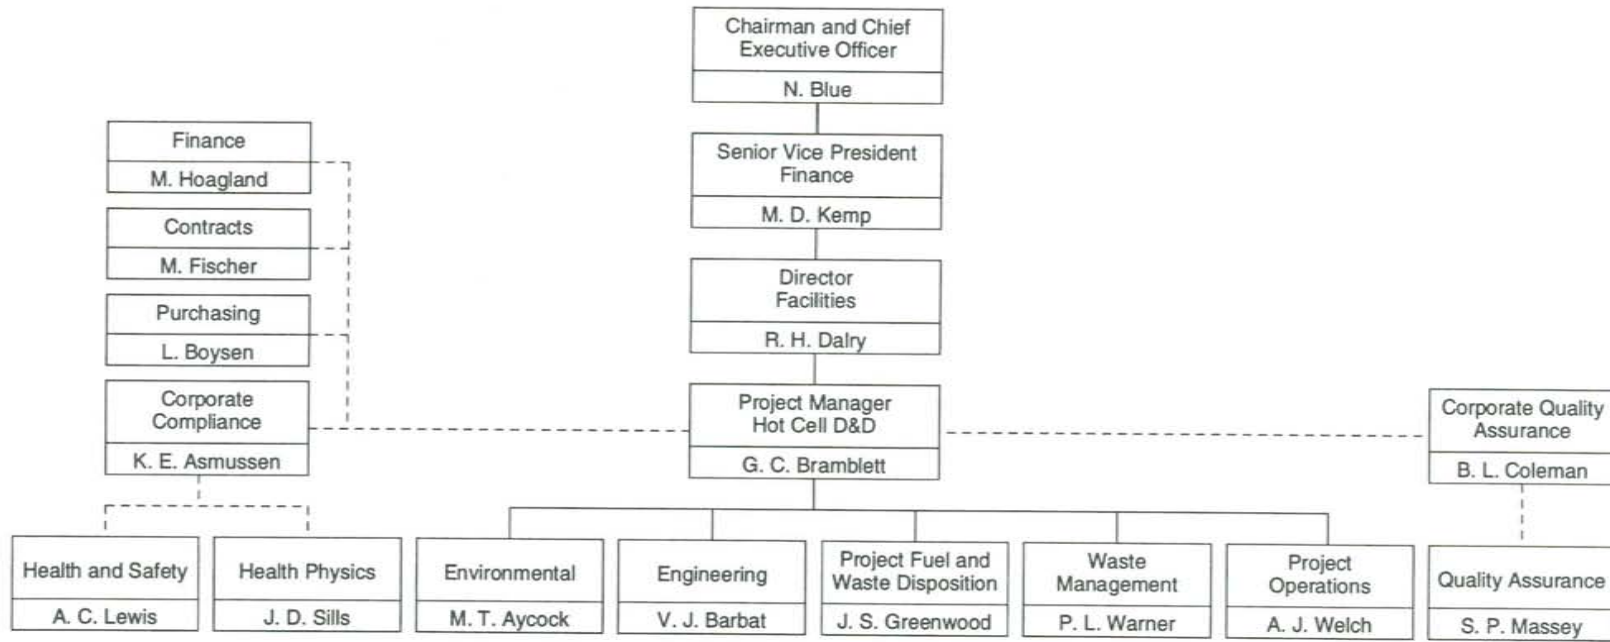 Chairman and Chief
Executive Officer
N. Blue
Senior Vice President
Finance
M. D. Kemp
Director
Facilities
R. H. Dalry
Project Manager
Hot Cell D&D
G. C. Bramblett
Finance
M. Hoagland
Contracts
M. Fischer
Purchasing
L. Boysen
Corporate
Compliance
K. E. Asmussen
Corporate Quality
Assurance
B. L. Coleman
Health and Safety
A. C. Lewis
Health Physics
J. D. Sills
Environmental
M. T. Aycock
Engineering
V. J. Barbat
Project Fuel and
Waste Disposition
J. S. Greenwood
Waste
Management
P. L. Warner
Project
Operations
A. J. Welch
Quality Assurance
S. P. Massey